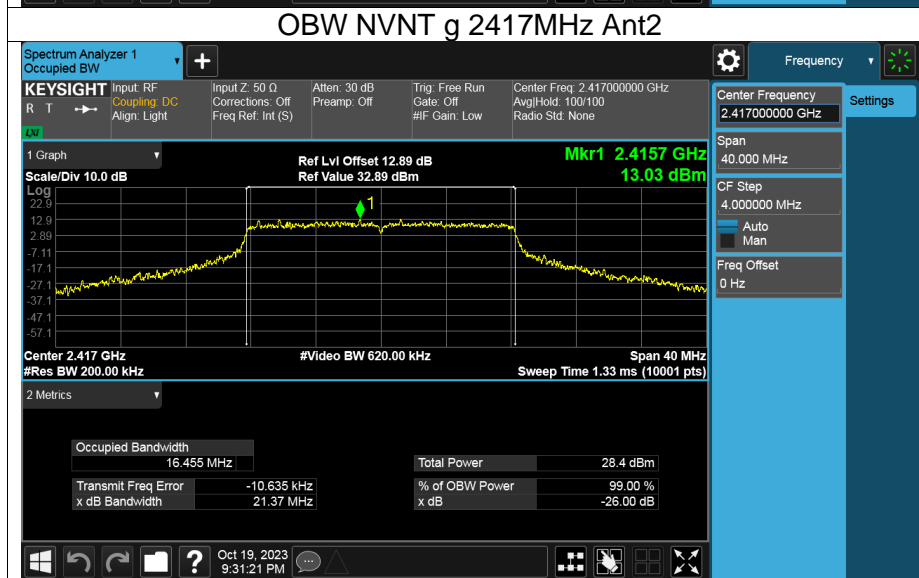 OBW NVNT g 2417MHz Ant2
Spectrum Analyzer 1
Occupied BW
+
Frequency
KEYSIGHT
R T
LXI
Input: RF
Coupling: DC
Align: Light
Input Z: 50 Ω
Corrections: Off
Freq Ref: Int (S)
Atten: 30 dB
Preamp: Off
Trig: Free Run
Gate: Off
#IF Gain: Low
Center Freq: 2.417000000 GHz
Avg|Hold: 100/100
Radio Std: None
Center Frequency
2.417000000 GHz
Settings
Span
40.000 MHz
CF Step
4.000000 MHz
Auto
Man
Freq Offset
0 Hz
1 Graph
Scale/Div 10.0 dB
Ref Lvl Offset 12.89 dB
Ref Value 32.89 dBm
Mkr1 2.4157 GHz
13.03 dBm
Log
22.9
12.9
2.89
-7.11
-17.1
-27.1
-37.1
-47.1
-57.1
1
Center 2.417 GHz
#Res BW 200.00 kHz
#Video BW 620.00 kHz
Span 40 MHz
Sweep Time 1.33 ms (10001 pts)
2 Metrics
Occupied Bandwidth
16.455 MHz
Total Power 28.4 dBm
Transmit Freq Error -10.635 kHz
% of OBW Power 99.00 %
x dB Bandwidth 21.37 MHz
x dB -26.00 dB
?
Oct 19, 2023
9:31:21 PM